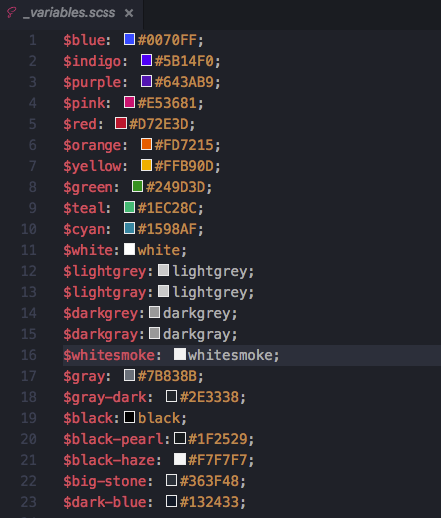 _variables.scss ×
1 $blue: #0070FF;
2 $indigo: #5B14F0;
3 $purple: #643AB9;
4 $pink: #E53681;
5 $red: #D72E3D;
6 $orange: #FD7215;
7 $yellow: #FFB90D;
8 $green: #249D3D;
9 $teal: #1EC28C;
10 $cyan: #1598AF;
11 $white:white;
12 $lightgrey:lightgrey;
13 $lightgray:lightgrey;
14 $darkgrey:darkgrey;
15 $darkgray:darkgray;
16 $whitesmoke: whitesmoke;
17 $gray: #7B838B;
18 $gray-dark: #2E3338;
19 $black:black;
20 $black-pearl:#1F2529;
21 $black-haze: #F7F7F7;
22 $big-stone: #363F48;
23 $dark-blue: #132433;